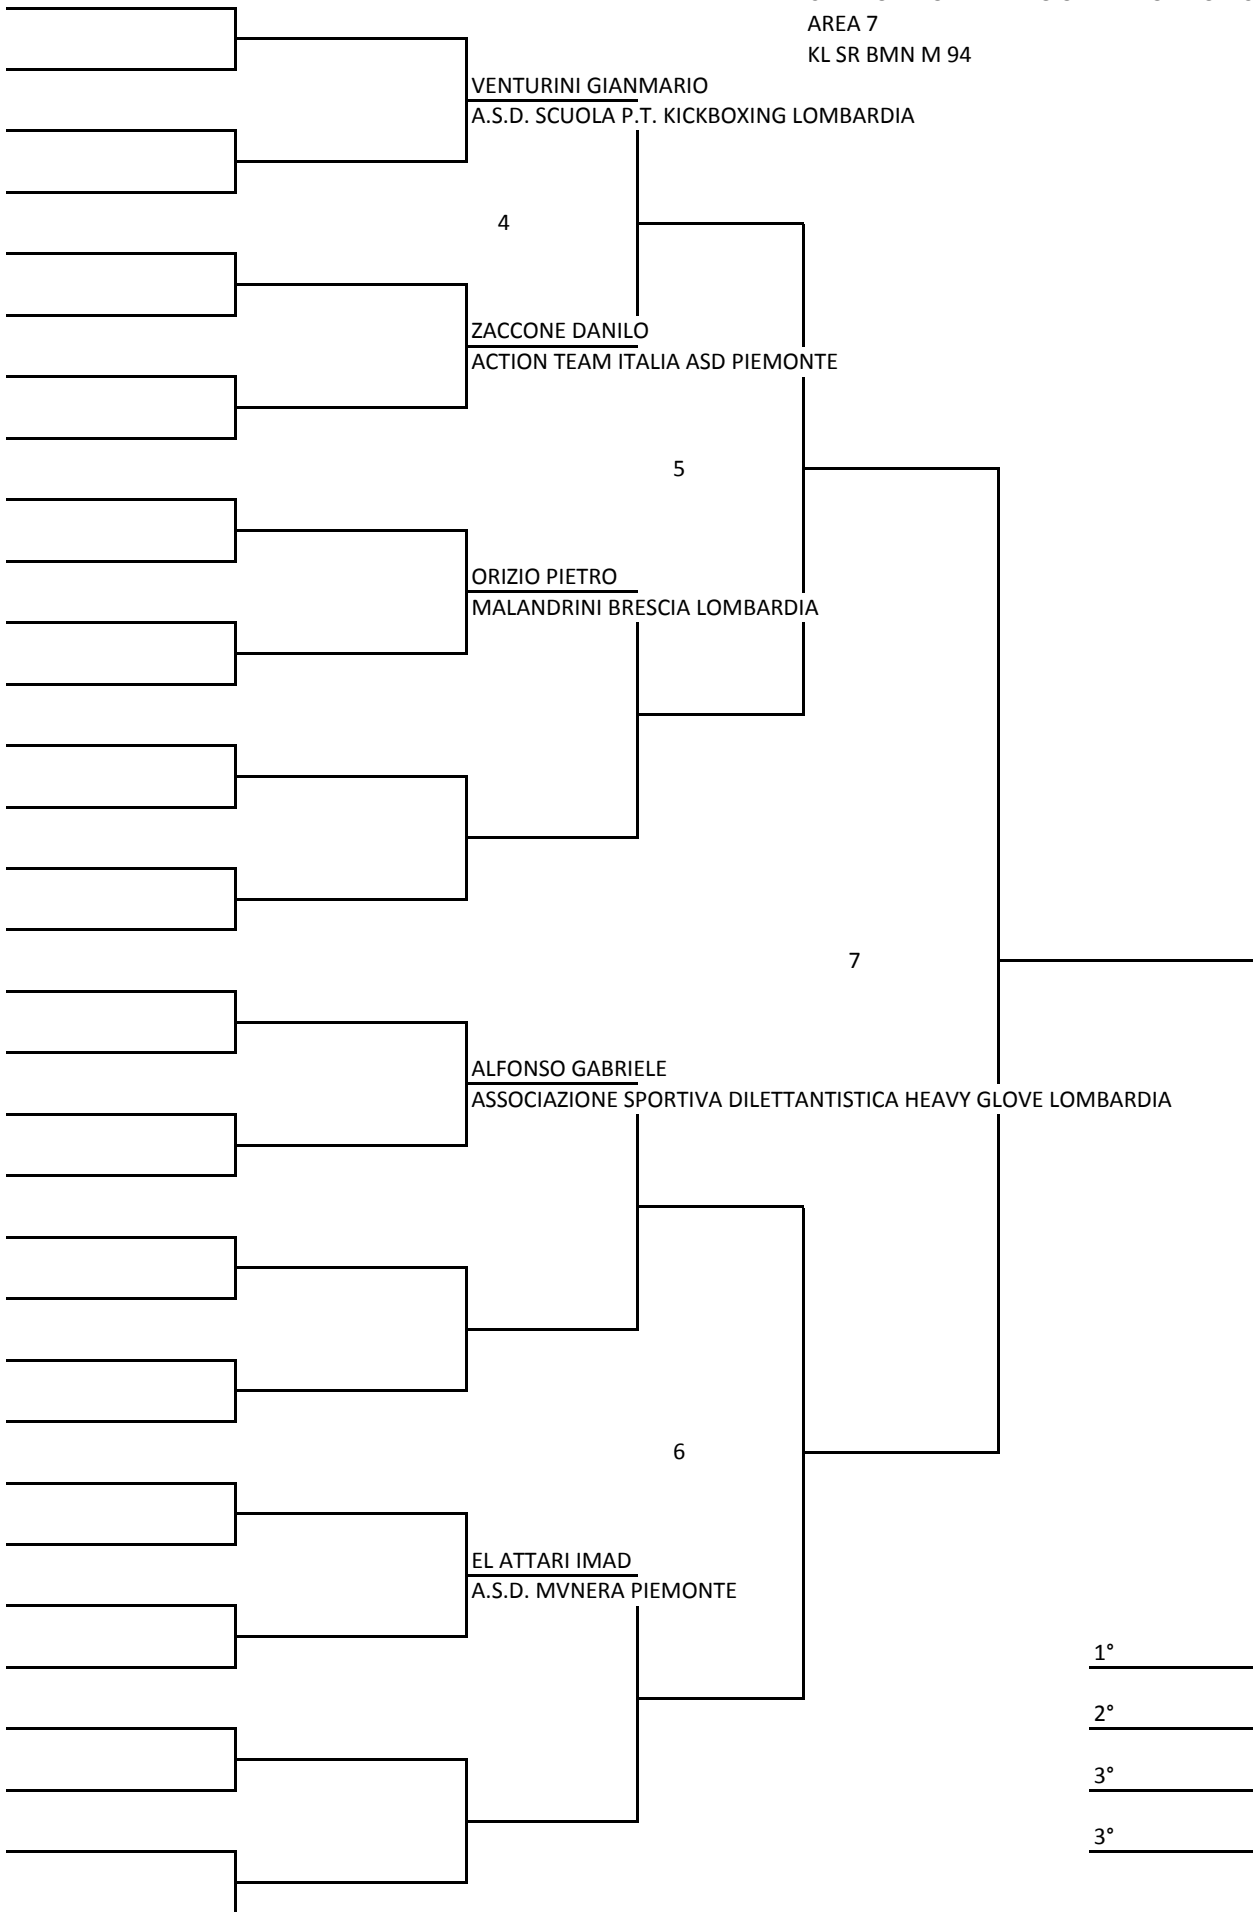 AREA 7
KL SR BMN M 94
VENTURINI GIANMARIO
A.S.D. SCUOLA P.T. KICKBOXING LOMBARDIA
4
ZACCONE DANILO
ACTION TEAM ITALIA ASD PIEMONTE
5
ORIZIO PIETRO
MALANDRINI BRESCIA LOMBARDIA
7
ALFONSO GABRIELE
ASSOCIAZIONE SPORTIVA DILETTANTISTICA HEAVY GLOVE LOMBARDIA
6
EL ATTARI IMAD
A.S.D. MVNERA PIEMONTE
1°
2°
3°
3°